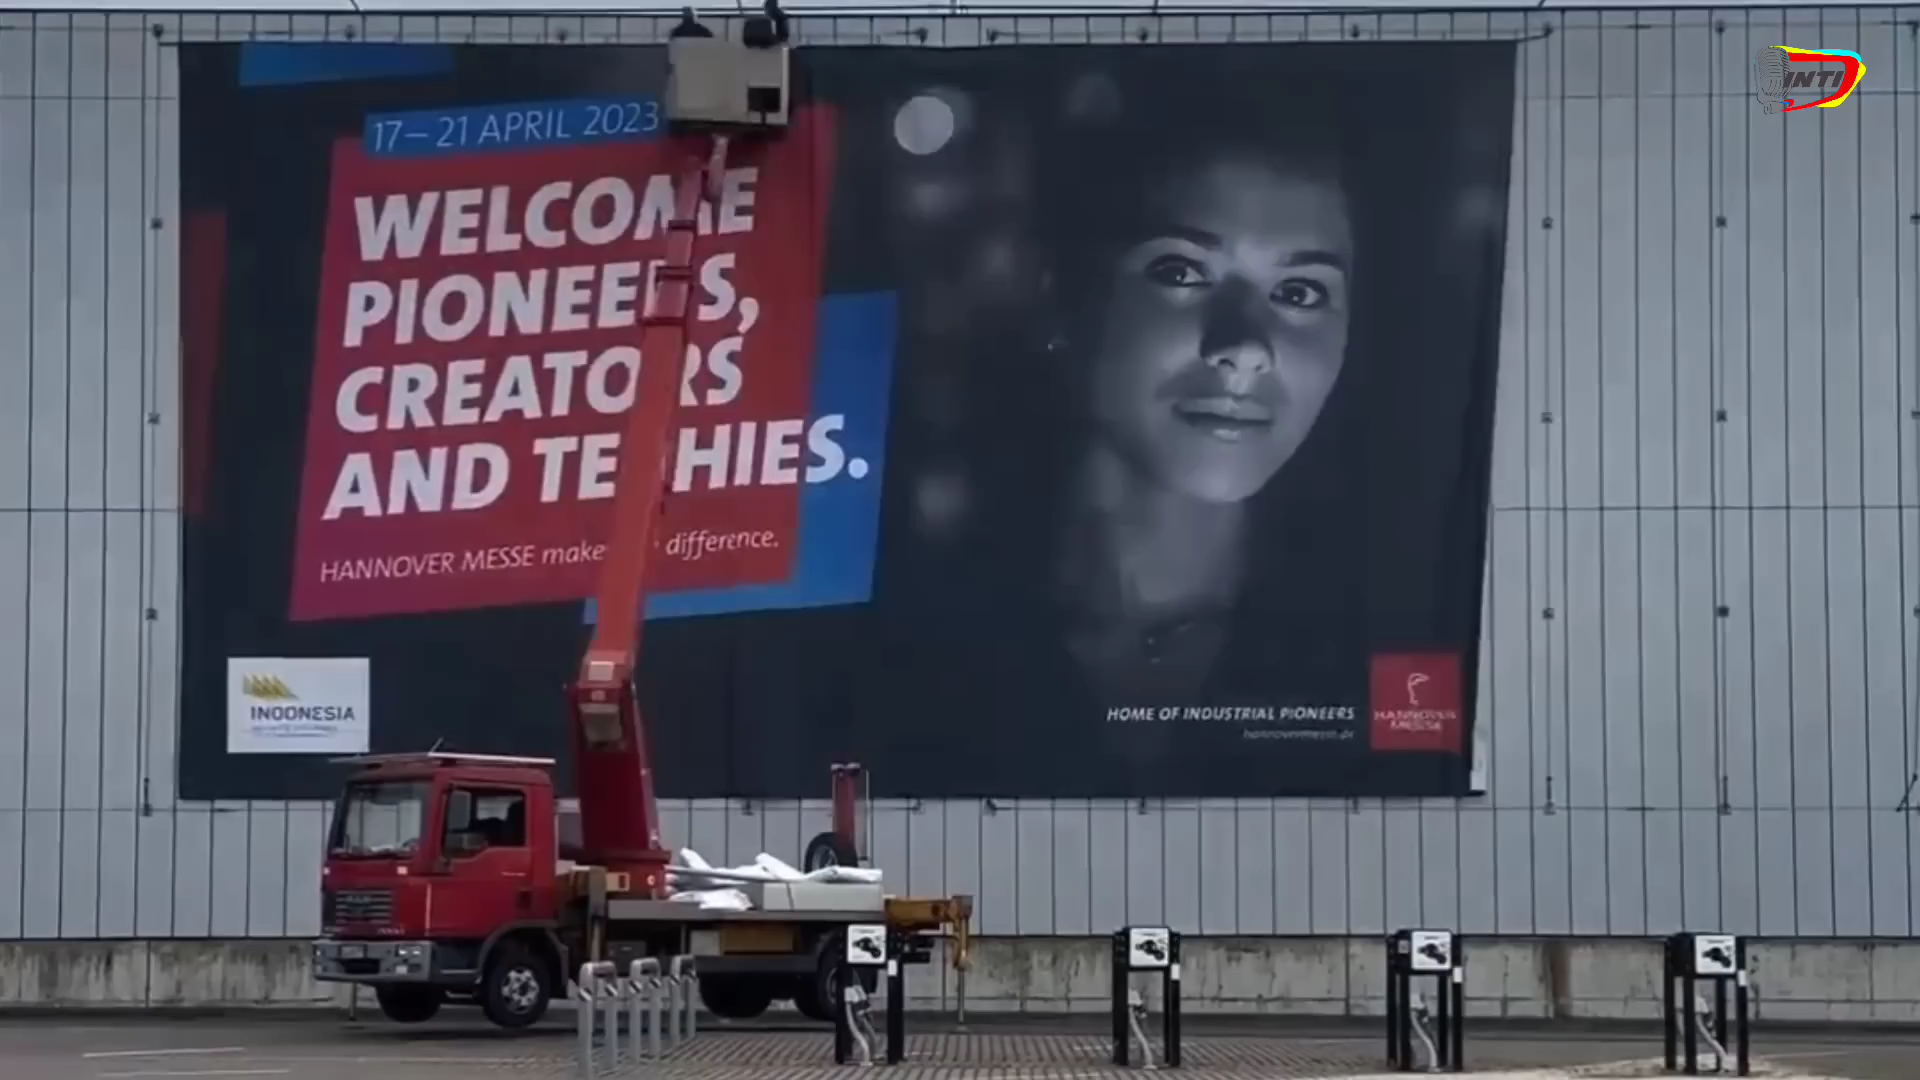 INTI
17–21 APRIL 2023
WELCOME
PIONEERS,
CREATORS
AND TECHIES.
HANNOVER MESSE makes the difference.
INDONESIA
HOME OF INDUSTRIAL PIONEERS
hannovermesse.de
HANNOVER
MESSE